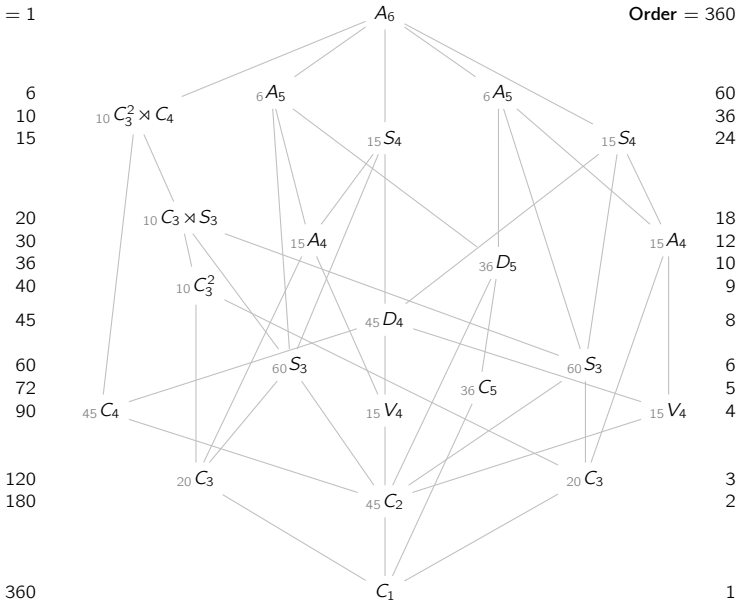 = 1 A₆ Order = 360
6 ₆A₅ ₆A₅ 60
10 ₁₀C₃²⋊C₄ 36
15 ₁₅S₄ ₁₅S₄ 24
20 ₁₀C₃⋊S₃ 18
30 ₁₅A₄ ₁₅A₄ 12
36 ₃₆D₅ 10
40 ₁₀C₃² 9
45 ₄₅D₄ 8
60 ₆₀S₃ ₆₀S₃ 6
72 ₃₆C₅ 5
90 ₄₅C₄ ₁₅V₄ ₁₅V₄ 4
120 ₂₀C₃ ₂₀C₃ 3
180 ₄₅C₂ 2
360 C₁ 1